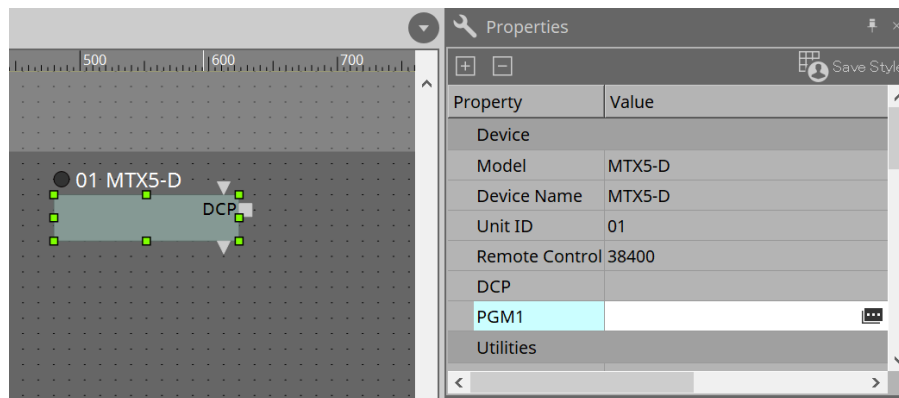 Properties
500 600 700
Save Style
Property Value
Device
Model MTX5-D
01 MTX5-D
Device Name MTX5-D
DCP
Unit ID 01
Remote Control 38400
DCP
PGM1
Utilities